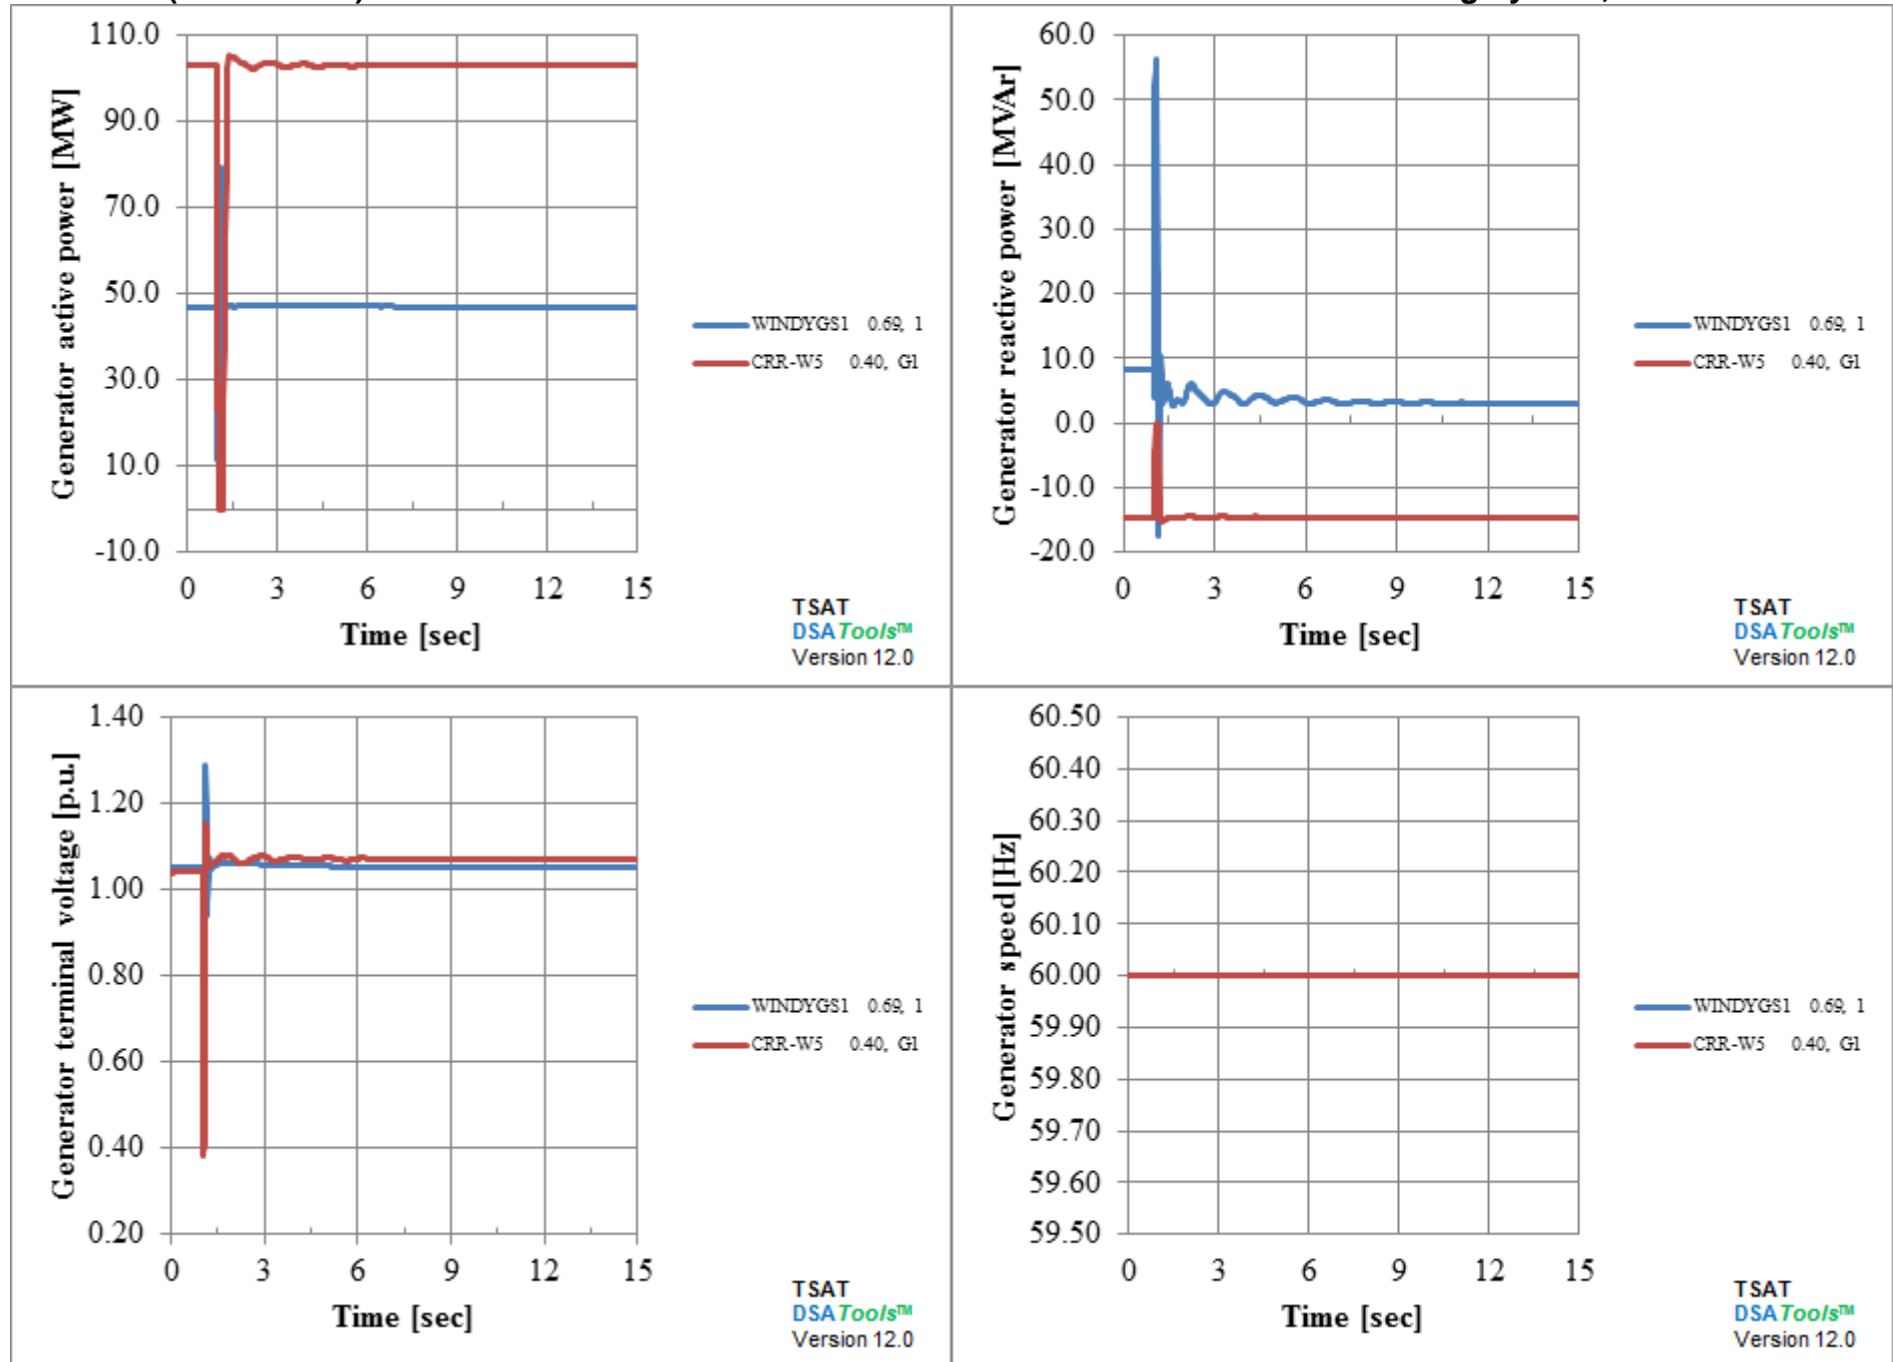 110.0
90.0
70.0
50.0
30.0
10.0
-10.0
Generator active power [MW]
0 3 6 9 12 15
Time [sec]
WINDYGS1 0.69, 1
CRR-W5 0.40, G1
TSAT
DSATools™
Version 12.0
60.0
50.0
40.0
30.0
20.0
10.0
0.0
-10.0
-20.0
Generator reactive power [MVAr]
0 3 6 9 12 15
Time [sec]
WINDYGS1 0.69, 1
CRR-W5 0.40, G1
TSAT
DSATools™
Version 12.0
1.40
1.20
1.00
0.80
0.60
0.40
0.20
Generator terminal voltage [p.u.]
0 3 6 9 12 15
Time [sec]
WINDYGS1 0.69, 1
CRR-W5 0.40, G1
TSAT
DSATools™
Version 12.0
60.50
60.40
60.30
60.20
60.10
60.00
59.90
59.80
59.70
59.60
59.50
Generator speed[Hz]
0 3 6 9 12 15
Time [sec]
WINDYGS1 0.69, 1
CRR-W5 0.40, G1
TSAT
DSATools™
Version 12.0